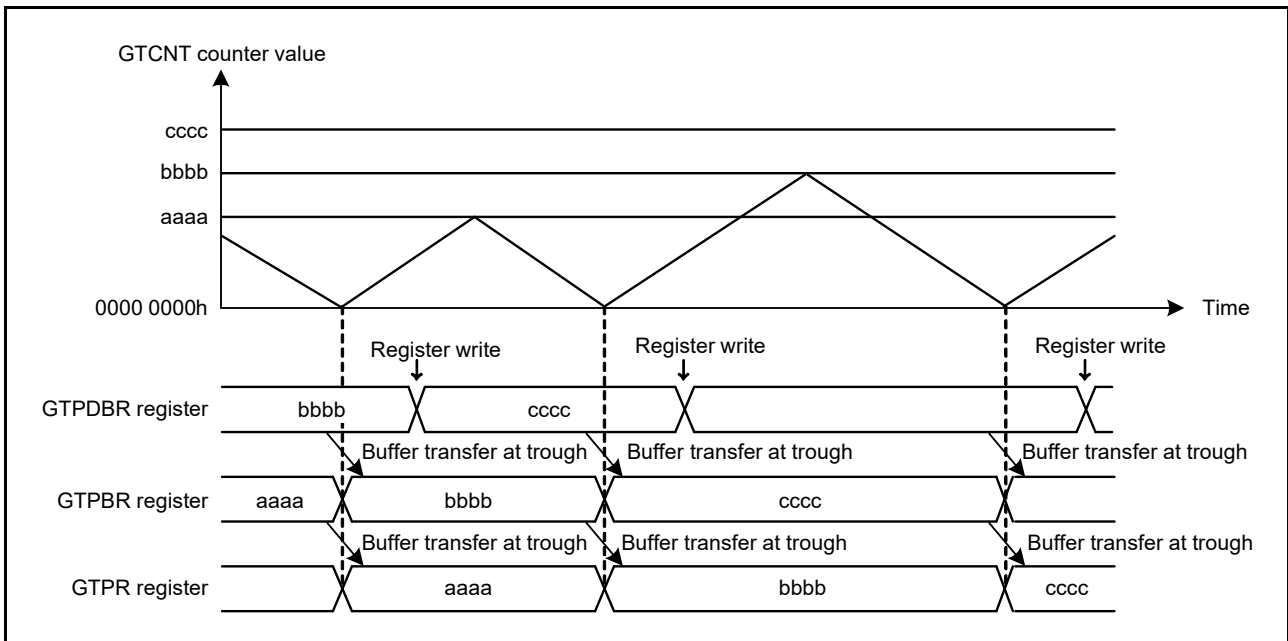 GTCNT counter value
cccc
bbbb
aaaa
0000 0000h
Time
Register write
Register write
Register write
GTPDBR register
bbbb
cccc
Buffer transfer at trough
Buffer transfer at trough
Buffer transfer at trough
GTPBR register
aaaa
bbbb
cccc
Buffer transfer at trough
Buffer transfer at trough
Buffer transfer at trough
GTPR register
aaaa
bbbb
cccc